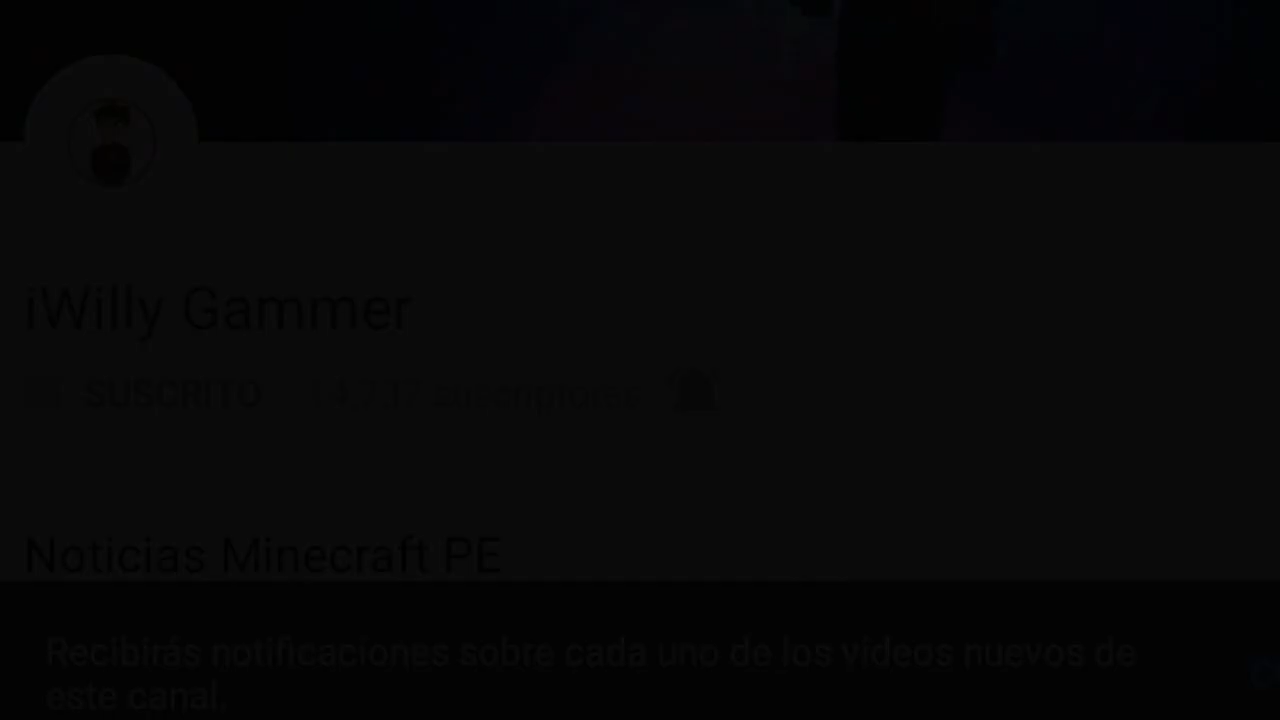 iWilly Gammer
SUSCRITO 14,737 suscriptores
Noticias Minecraft PE
Recibirás notificaciones sobre cada uno de los videos nuevos de
este canal.